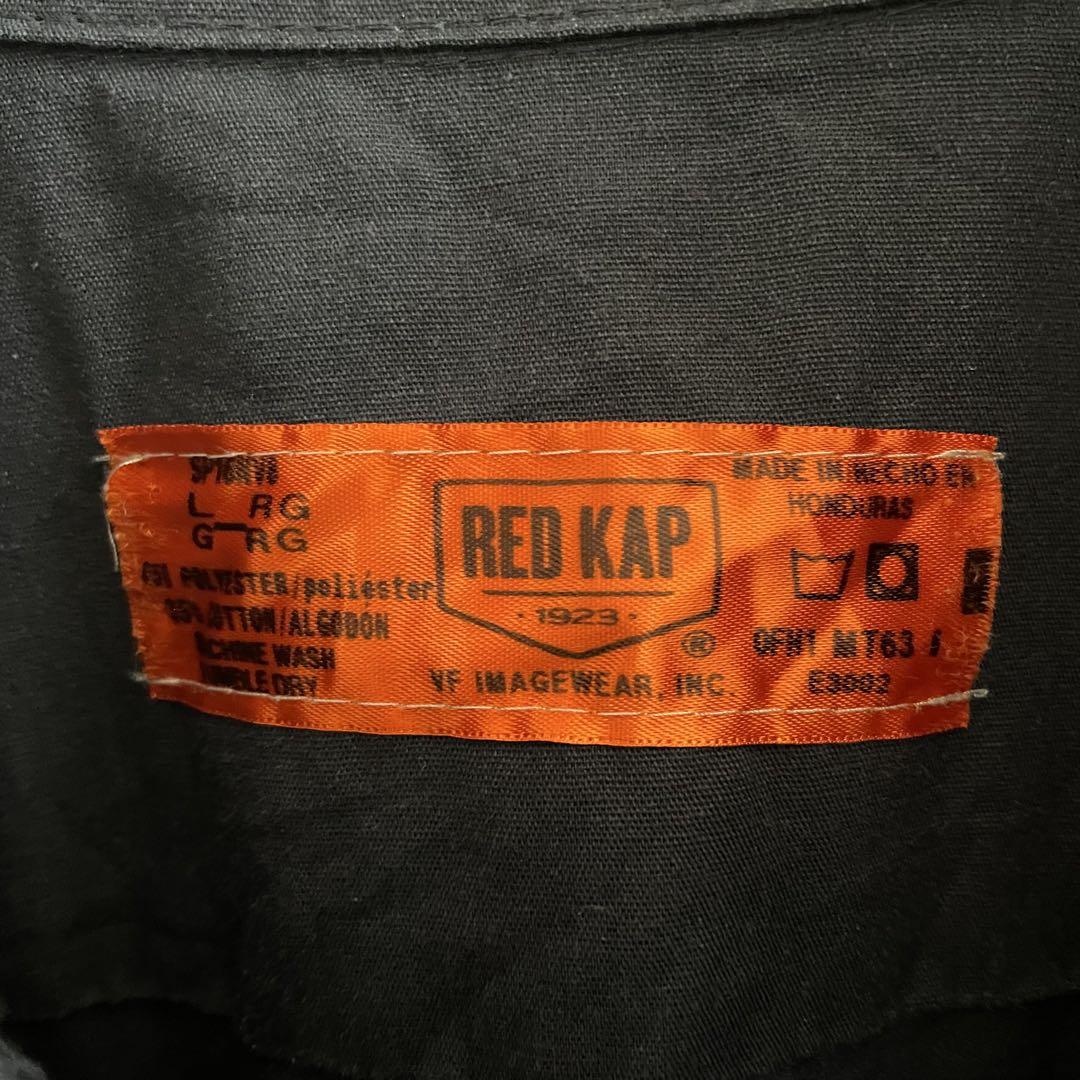 L RG
G RG
POLYESTER/poliéster
COTTON/ALGODON
MACHINE WASH
TUMBLE DRY
RED KAP
·1923·
®
VF IMAGEWEAR, INC
MADE IN HECHO EN
HONDURAS
MT63
E3003